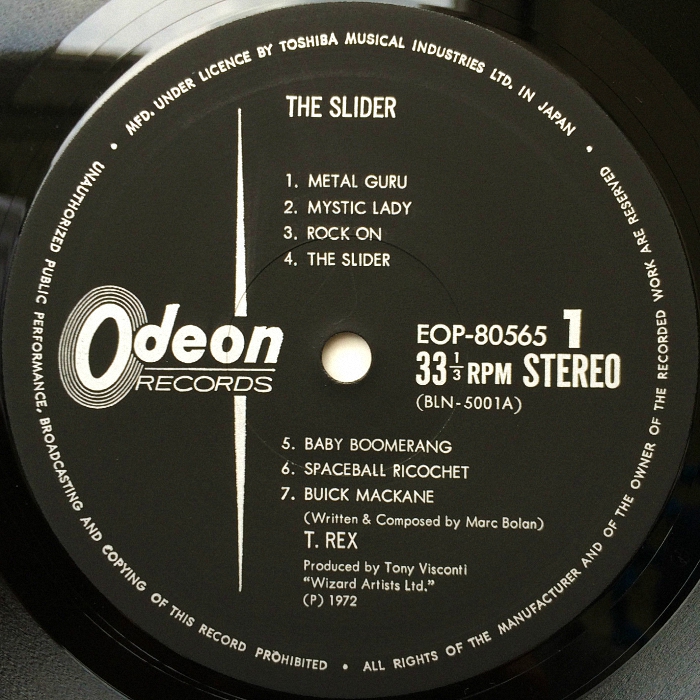 MFD. UNDER LICENCE BY TOSHIBA MUSICAL INDUSTRIES LTD. IN JAPAN
THE SLIDER
1. METAL GURU
2. MYSTIC LADY
3. ROCK ON
4. THE SLIDER
Odeon
RECORDS
EOP-80565 1
33 1/3 RPM STEREO
(BLN-5001A)
5. BABY BOOMERANG
6. SPACEBALL RICOCHET
7. BUICK MACKANE
(Written & Composed by Marc Bolan)
T. REX
Produced by Tony Visconti
"Wizard Artists Ltd."
(P) 1972
UNAUTHORIZED PUBLIC PERFORMANCE, BROADCASTING AND COPYING OF THIS RECORD PROHIBITED • ALL RIGHTS OF THE MANUFACTURER AND OF THE OWNER OF THE RECORDED WORK ARE RESERVED •